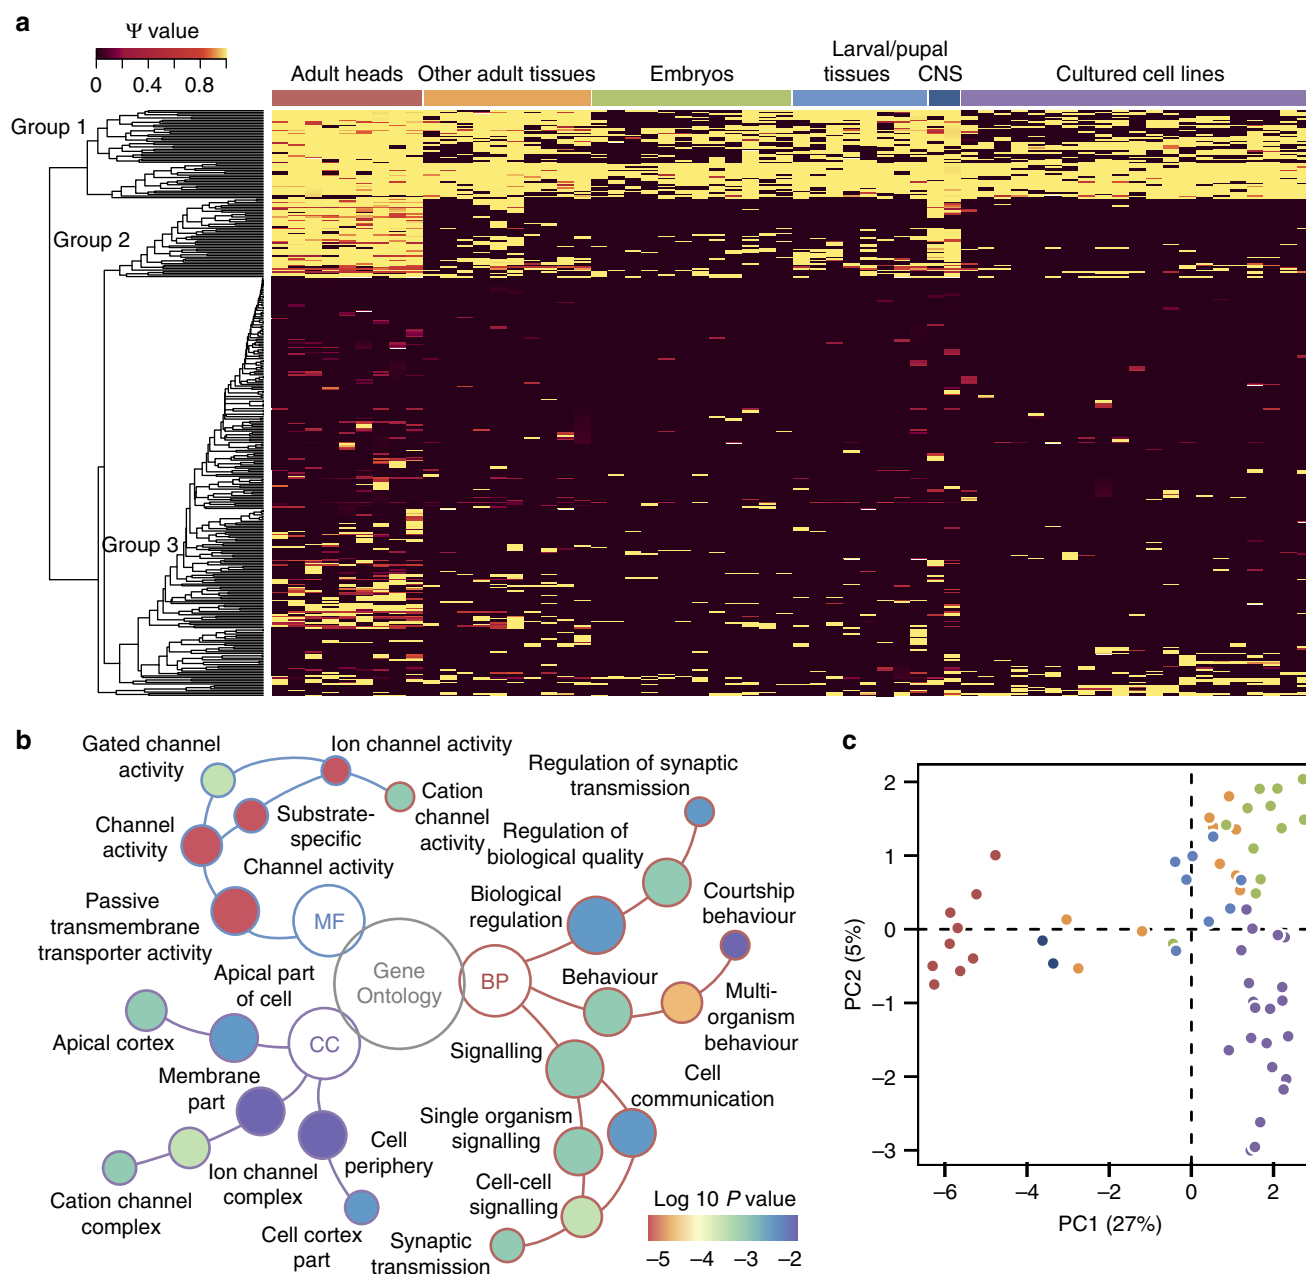 a
Ψ value
0 0.4 0.8
Adult heads
Other adult tissues
Embryos
Larval/pupal
tissues
CNS
Cultured cell lines
Group 1
Group 2
Group 3
b
Gated channel
activity
Ion channel activity
Cation
channel
activity
Substrate-
specific
Channel activity
Channel
activity
Passive
transmembrane
transporter activity
MF
Gene
Ontology
BP
CC
Regulation of synaptic
transmission
Regulation of
biological quality
Biological
regulation
Courtship
behaviour
Behaviour
Multi-
organism
behaviour
Apical part
of cell
Apical cortex
Membrane
part
Ion channel
complex
Cation channel
complex
Cell
periphery
Cell cortex
part
Signalling
Cell
communication
Single organism
signalling
Cell-cell
signalling
Synaptic
transmission
Log 10 P value
–5 –4 –3 –2
c
PC2 (5%)
2
1
0
–1
–2
–3
–6 –4 –2 0 2
PC1 (27%)